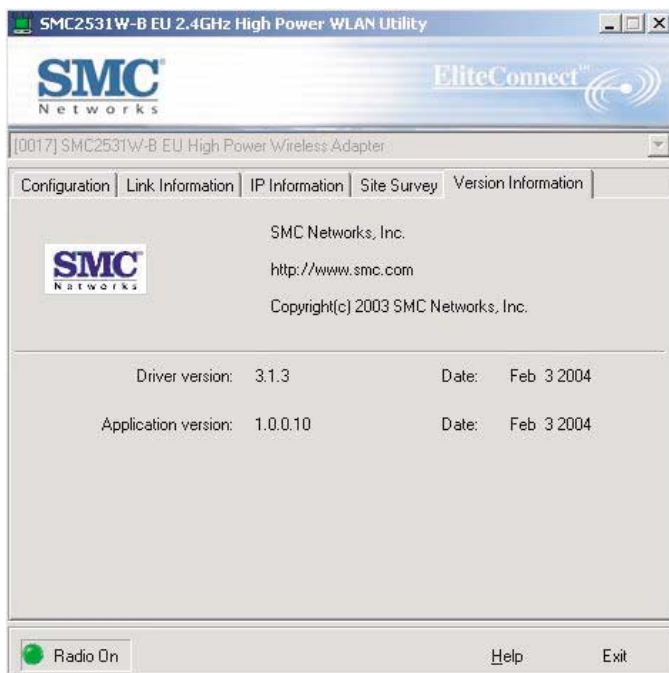 SMC2531W-B EU 2.4GHz High Power WLAN Utility
SMC®
Networks
EliteConnect™
[0017] SMC2531W-B EU High Power Wireless Adapter
Configuration Link Information IP Information Site Survey Version Information
SMC
Networks
SMC Networks, Inc.
http://www.smc.com
Copyright(c) 2003 SMC Networks, Inc.
Driver version: 3.1.3 Date: Feb 3 2004
Application version: 1.0.0.10 Date: Feb 3 2004
Radio On Help Exit